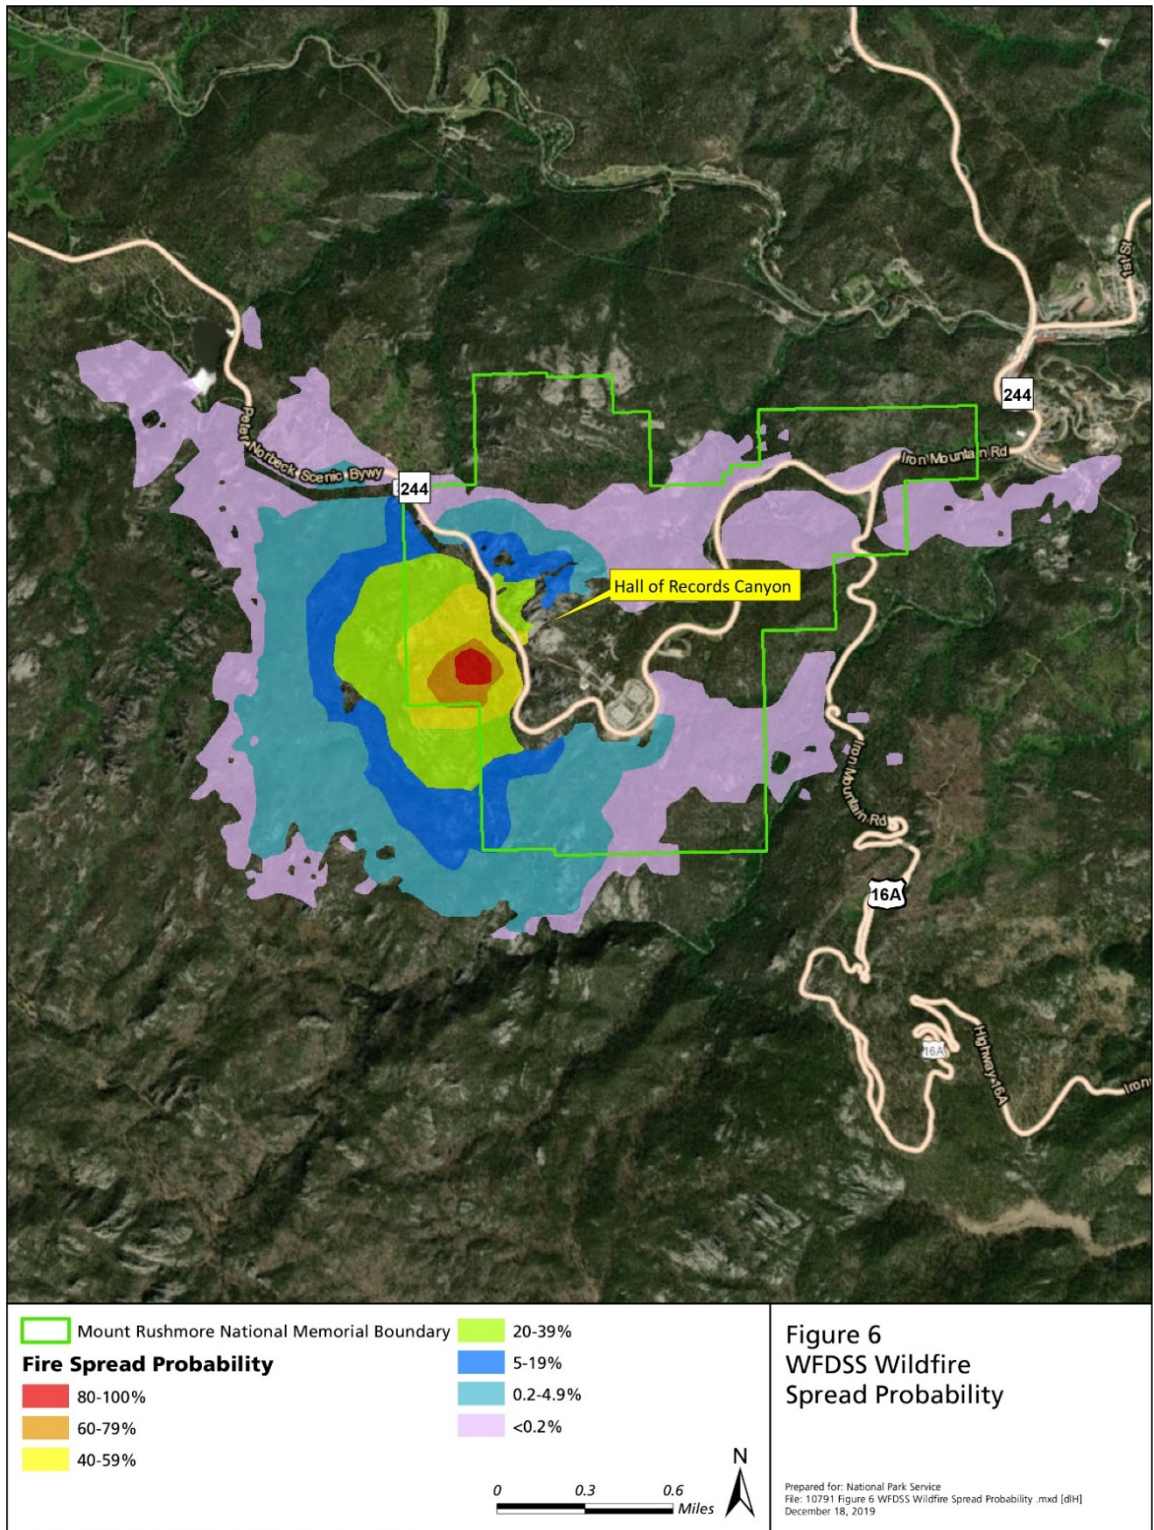 1st St
244
Peter Norbeck Scenic Bywy
Iron Mountain Rd
244
Hall of Records Canyon
Iron Mountain Rd
16A
16A
Highway 16A
Iron
Mount Rushmore National Memorial Boundary
Fire Spread Probability
80-100%
60-79%
40-59%
20-39%
5-19%
0.2-4.9%
<0.2%
0 0.3 0.6
Miles
N
Figure 6
WFDSS Wildfire
Spread Probability
Prepared for: National Park Service
File: 10791 Figure 6 WFDSS Wildfire Spread Probability .mxd [dlH]
December 18, 2019